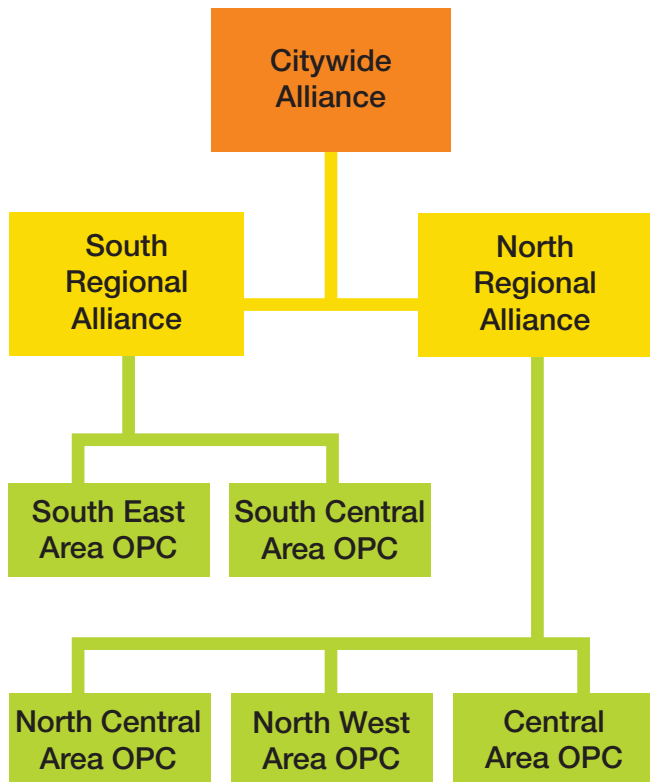 Citywide
Alliance
South
Regional
Alliance
North
Regional
Alliance
South East
Area OPC
South Central
Area OPC
North Central
Area OPC
North West
Area OPC
Central
Area OPC